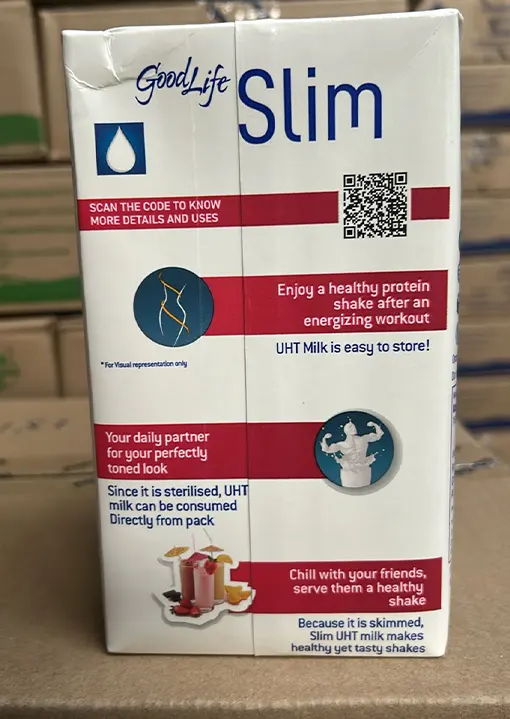 GoodLife Slim
SCAN THE CODE TO KNOW
MORE DETAILS AND USES
Enjoy a healthy protein
shake after an
energizing workout
UHT Milk is easy to store!
* For Visual representation only
Your daily partner
for your perfectly
toned look
Since it is sterilised, UHT
milk can be consumed
Directly from pack
Chill with your friends,
serve them a healthy
shake
Because it is skimmed,
Slim UHT milk makes
healthy yet tasty shakes